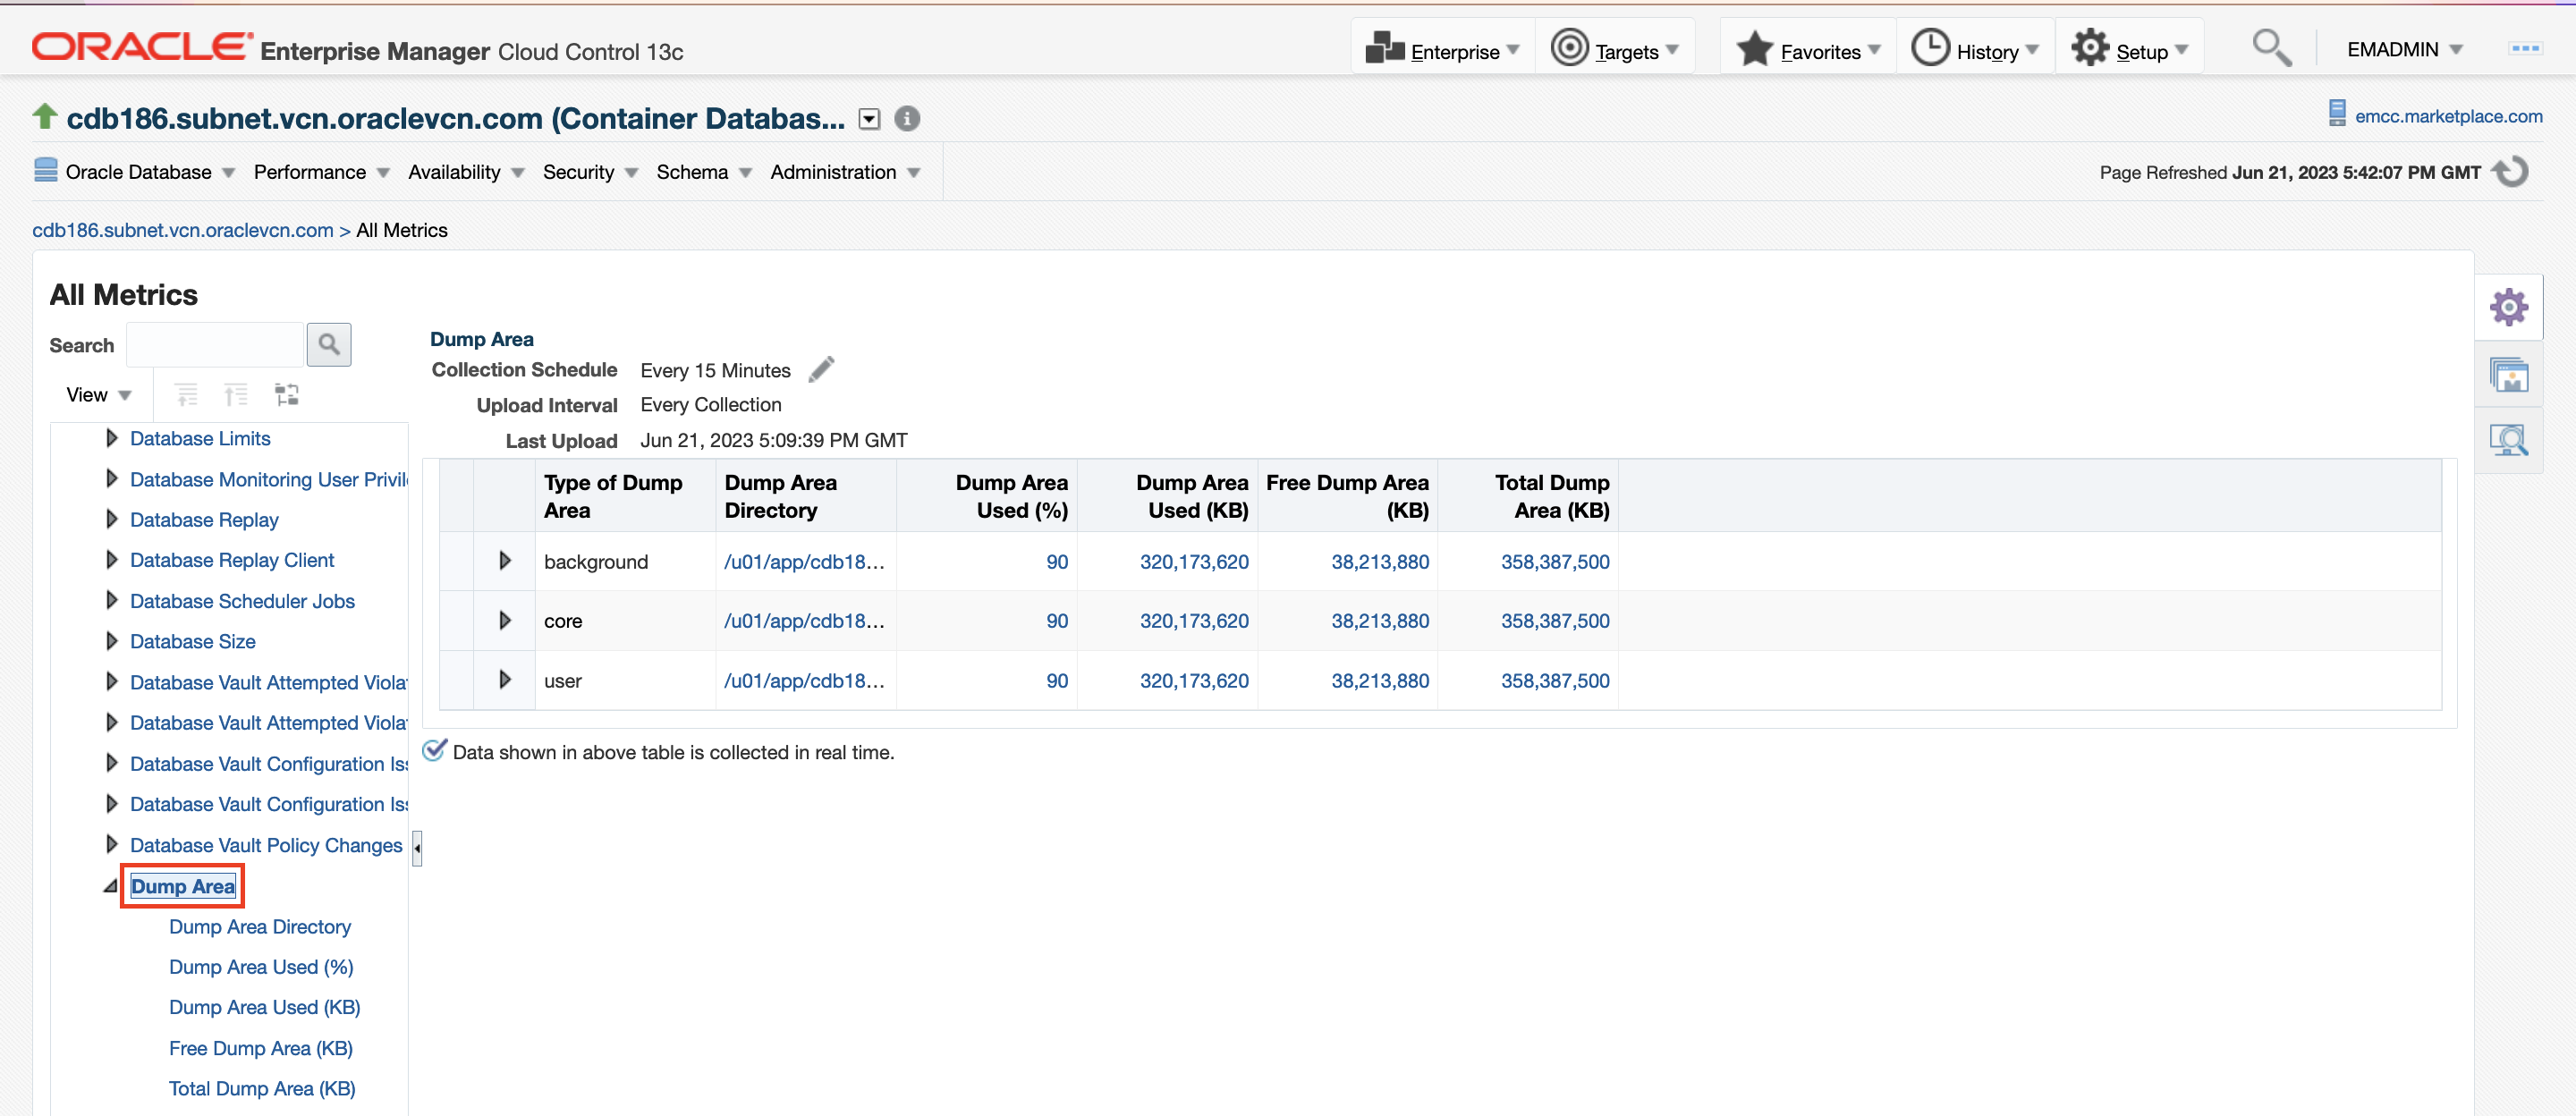 ORACLE Enterprise Manager Cloud Control 13c
Enterprise Targets Favorites History Setup EMADMIN
cdb186.subnet.vcn.oraclevcn.com (Container Databas...
emcc.marketplace.com
Oracle Database Performance Availability Security Schema Administration
Page Refreshed Jun 21, 2023 5:42:07 PM GMT
cdb186.subnet.vcn.oraclevcn.com > All Metrics
All Metrics
Search
View
Database Limits
Database Monitoring User Privil
Database Replay
Database Replay Client
Database Scheduler Jobs
Database Size
Database Vault Attempted Viola
Database Vault Attempted Viola
Database Vault Configuration Iss
Database Vault Configuration Iss
Database Vault Policy Changes
Dump Area
Dump Area Directory
Dump Area Used (%)
Dump Area Used (KB)
Free Dump Area (KB)
Total Dump Area (KB)
Dump Area
Collection Schedule Every 15 Minutes
Upload Interval Every Collection
Last Upload Jun 21, 2023 5:09:39 PM GMT
Type of Dump Area Dump Area Directory Dump Area Used (%) Dump Area Used (KB) Free Dump Area (KB) Total Dump Area (KB)
background /u01/app/cdb18... 90 320,173,620 38,213,880 358,387,500
core /u01/app/cdb18... 90 320,173,620 38,213,880 358,387,500
user /u01/app/cdb18... 90 320,173,620 38,213,880 358,387,500
Data shown in above table is collected in real time.